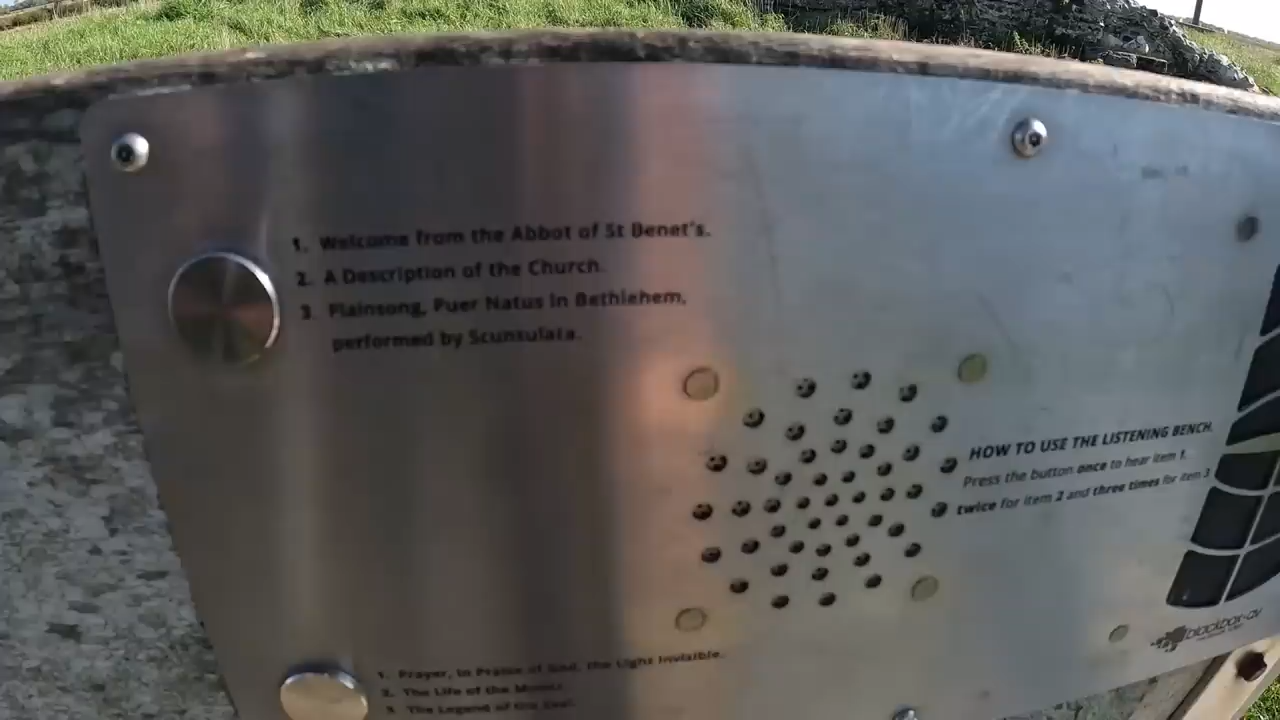 1. Welcome from the Abbot of St Benet's.
2. A Description of the Church.
3. Plainsong, Puer Natus in Bethlehem,
performed by Scunsulata.
HOW TO USE THE LISTENING BENCH.
Press the button once to hear item 1,
twice for item 2 and three times for item 3
blackbox-av
1. Prayer, in Praise of God, the Light Invisible.
2. The Life of the Monks.
3. The Legend of the